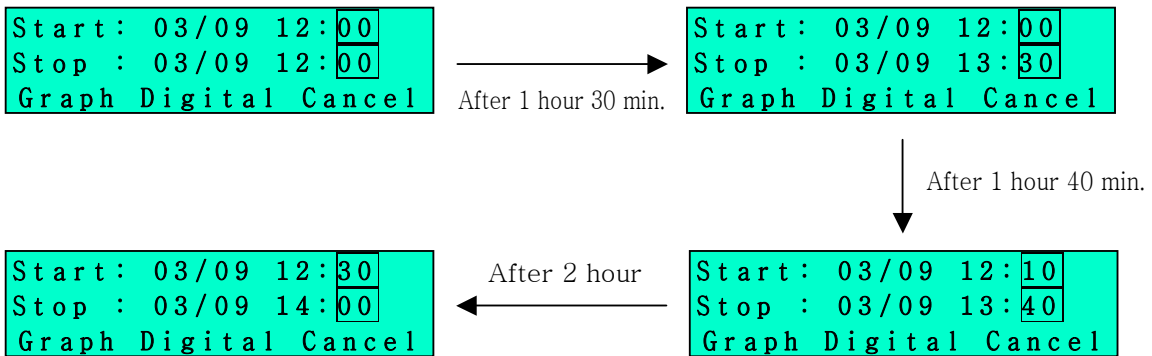 Start: 03/09 12:00
Stop : 03/09 12:00
Graph Digital Cancel
After 1 hour 30 min.
Start: 03/09 12:00
Stop : 03/09 13:30
Graph Digital Cancel
After 1 hour 40 min.
Start: 03/09 12:10
Stop : 03/09 13:40
Graph Digital Cancel
After 2 hour
Start: 03/09 12:30
Stop : 03/09 14:00
Graph Digital Cancel